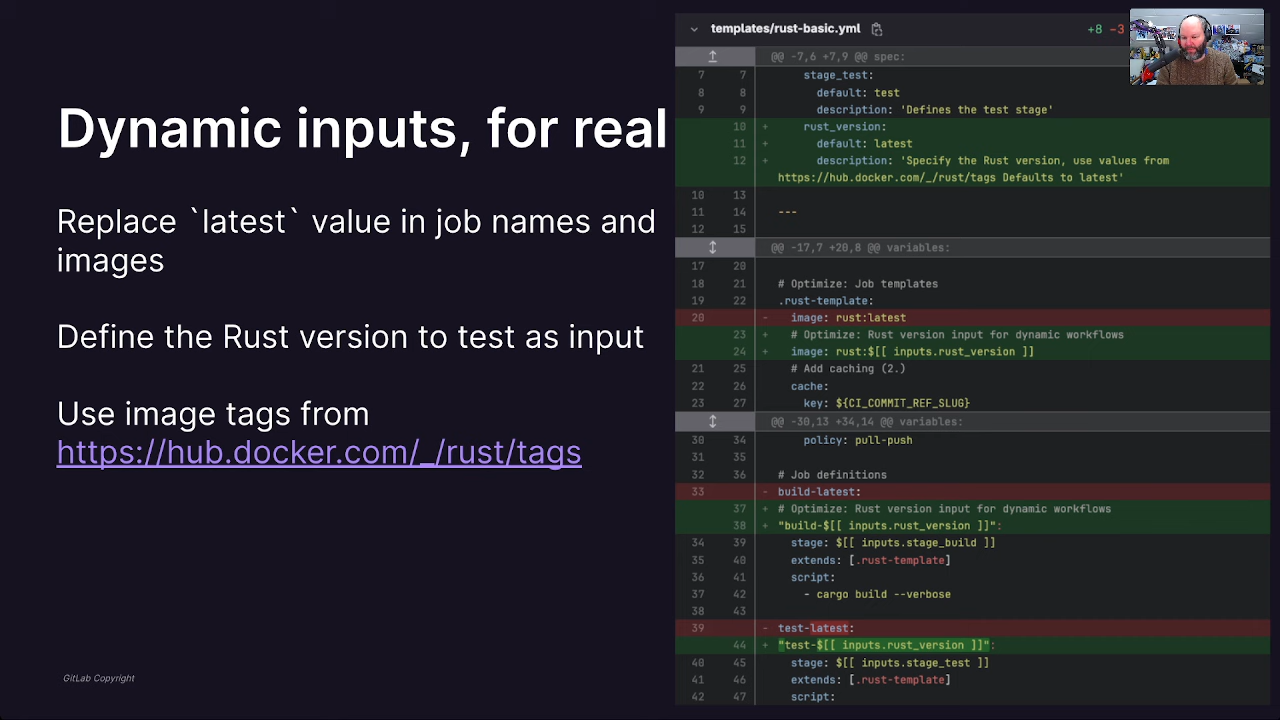 Dynamic inputs, for real
Replace `latest` value in job names and
images
Define the Rust version to test as input
Use image tags from
https://hub.docker.com/_/rust/tags
GitLab Copyright
templates/rust-basic.yml +8 -3
@@ -7,6 +7,9 @@ spec:
7 7 stage_test:
8 8 default: test
9 9 description: 'Defines the test stage'
10 + rust_version:
11 + default: latest
12 + description: 'Specify the Rust version, use values from
https://hub.docker.com/_/rust/tags Defaults to latest'
10 13
11 14 ---
12 15
@@ -17,7 +20,8 @@ variables:
17 20
18 21 # Optimize: Job templates
19 22 .rust-template:
20 - image: rust:latest
23 + # Optimize: Rust version input for dynamic workflows
24 + image: rust:$[[ inputs.rust_version ]]
21 25 # Add caching (2.)
22 26 cache:
23 27 key: ${CI_COMMIT_REF_SLUG}
@@ -30,13 +34,14 @@ variables:
30 34 policy: pull-push
31 35
32 36 # Job definitions
33 - build-latest:
37 + # Optimize: Rust version input for dynamic workflows
38 + "build-$[[ inputs.rust_version ]]":
34 39 stage: $[[ inputs.stage_build ]]
35 40 extends: [.rust-template]
36 41 script:
37 42 - cargo build --verbose
38 43
39 - test-latest:
44 + "test-$[[ inputs.rust_version ]]":
40 45 stage: $[[ inputs.stage_test ]]
41 46 extends: [.rust-template]
42 47 script: